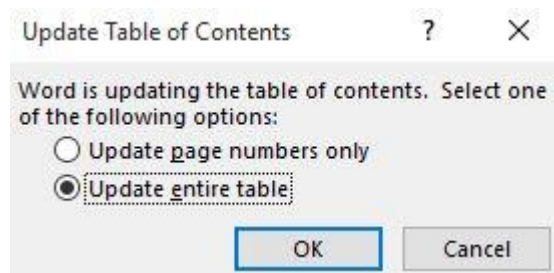 Update Table of Contents ? ×
Word is updating the table of contents. Select one
of the following options:
Update page numbers only
Update entire table
OK Cancel